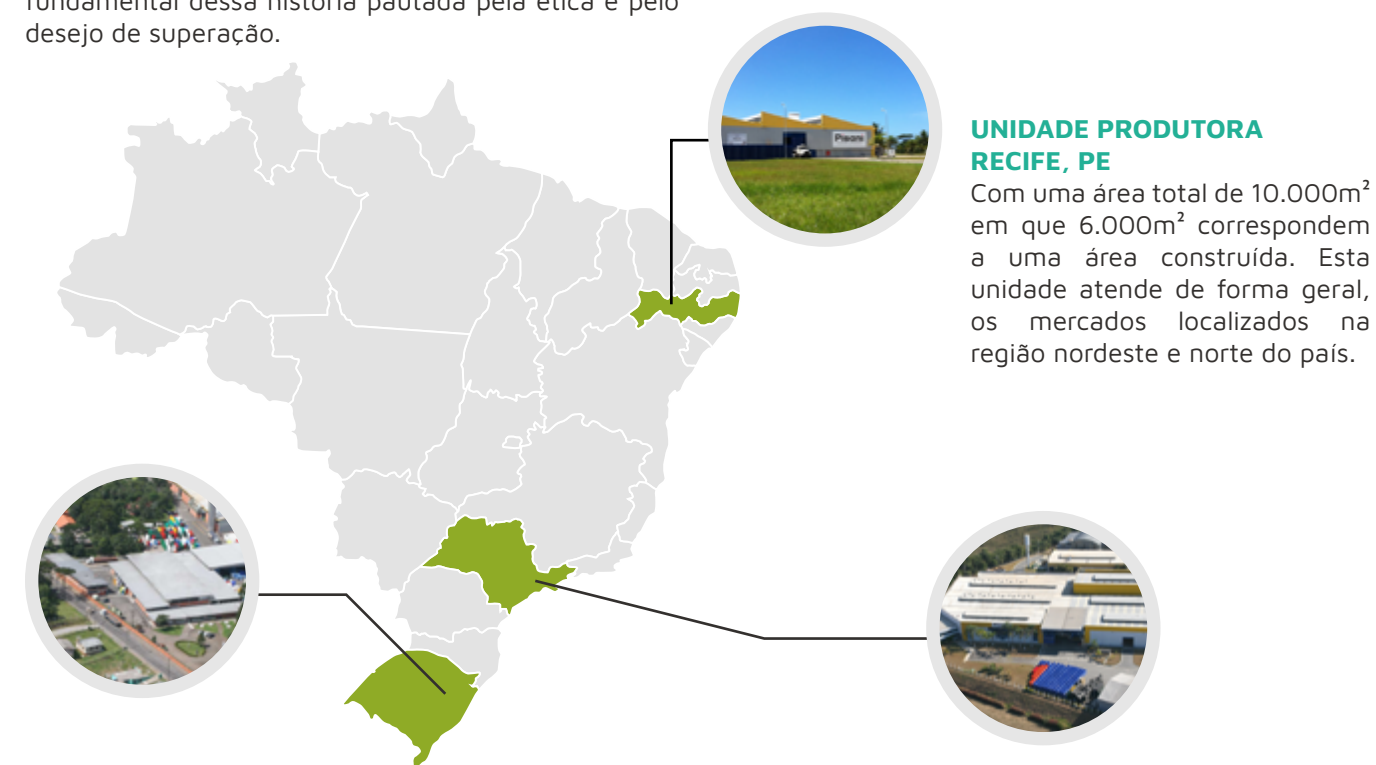 fundamental dessa história pautada pela ética e pelo
desejo de superação.
Pisani
UNIDADE PRODUTORA
RECIFE, PE
Com uma área total de 10.000m²
em que 6.000m² correspondem
a uma área construída. Esta
unidade atende de forma geral,
os mercados localizados na
região nordeste e norte do país.